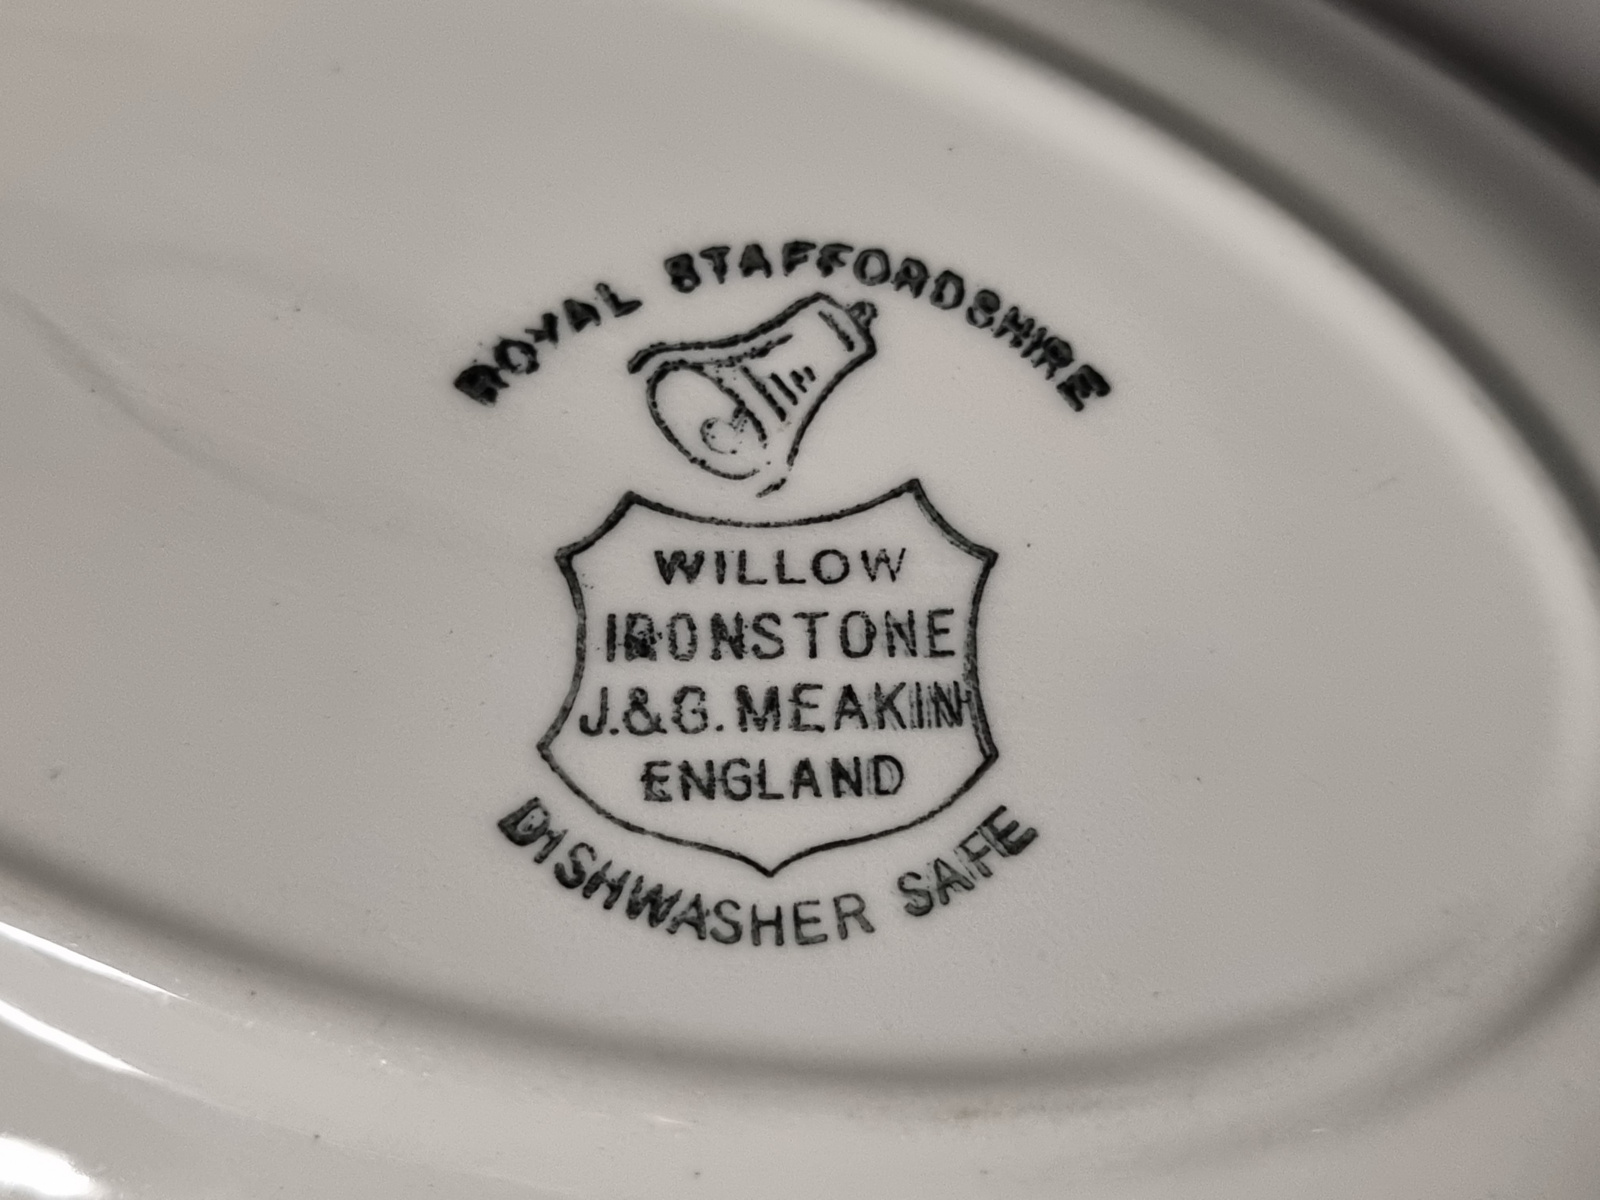 ROYAL STAFFORDSHIRE
WILLOW
IRONSTONE
J.&G. MEAKIN
ENGLAND
DISHWASHER SAFE